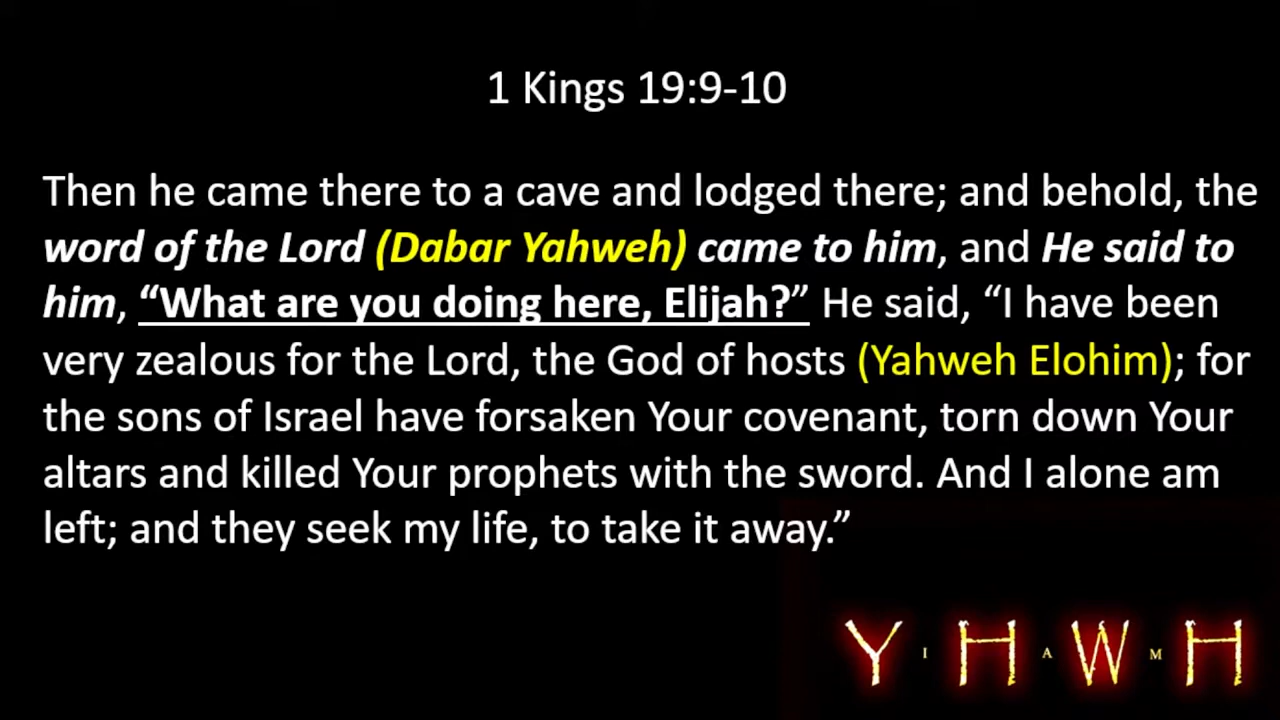 1 Kings 19:9-10
Then he came there to a cave and lodged there; and behold, the
word of the Lord (Dabar Yahweh) came to him, and He said to
him, “What are you doing here, Elijah?” He said, “I have been
very zealous for the Lord, the God of hosts (Yahweh Elohim); for
the sons of Israel have forsaken Your covenant, torn down Your
altars and killed Your prophets with the sword. And I alone am
left; and they seek my life, to take it away.”
Y I H A W M H